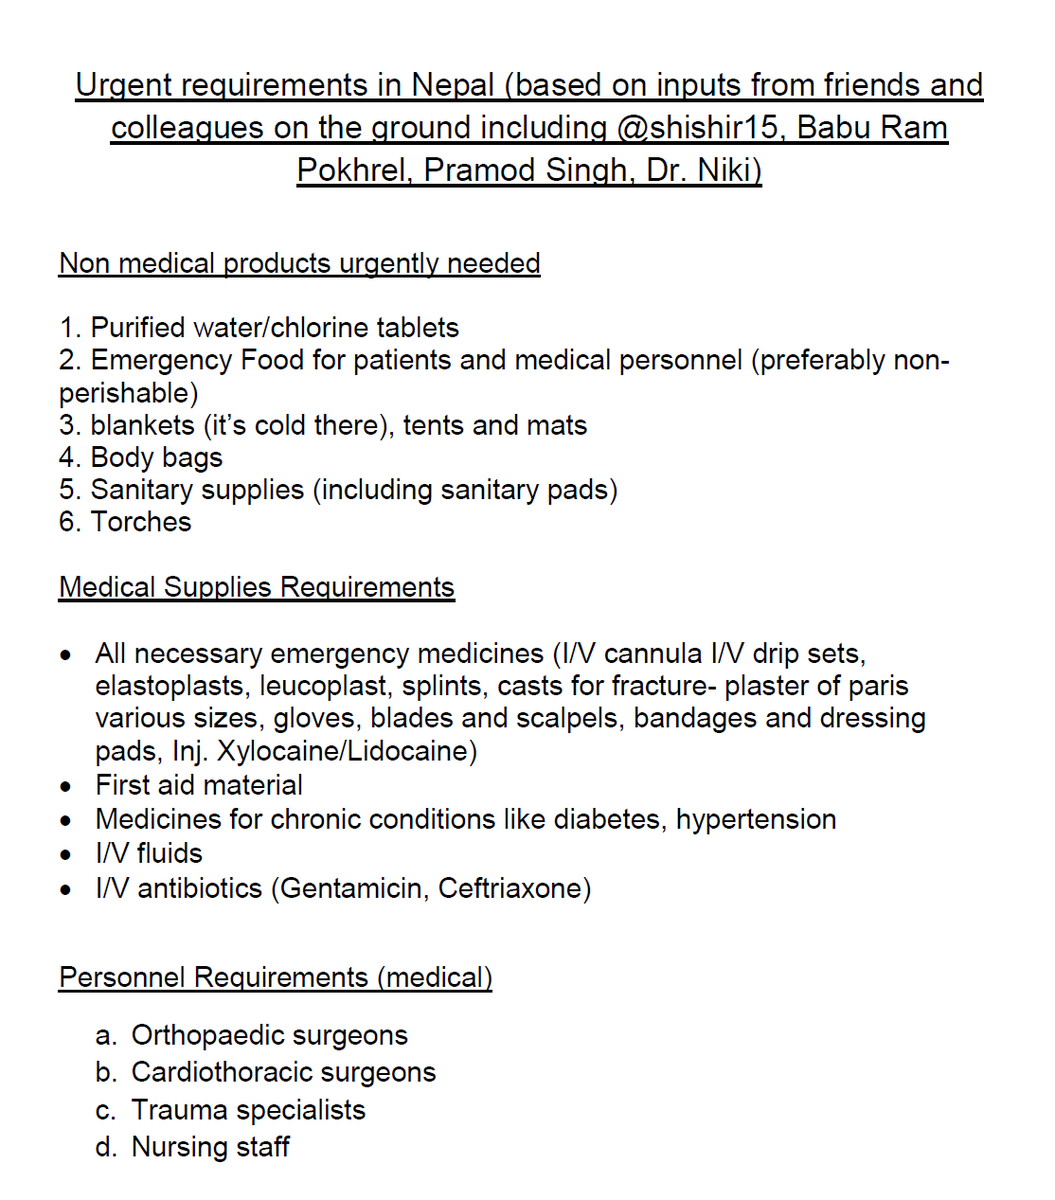 Urgent requirements in Nepal (based on inputs from friends and
colleagues on the ground including @shishir15, Babu Ram
Pokhrel, Pramod Singh, Dr. Niki)
Non medical products urgently needed
1. Purified water/chlorine tablets
2. Emergency Food for patients and medical personnel (preferably non-
perishable)
3. blankets (it’s cold there), tents and mats
4. Body bags
5. Sanitary supplies (including sanitary pads)
6. Torches
Medical Supplies Requirements
• All necessary emergency medicines (I/V cannula I/V drip sets,
elastoplasts, leucoplast, splints, casts for fracture- plaster of paris
various sizes, gloves, blades and scalpels, bandages and dressing
pads, Inj. Xylocaine/Lidocaine)
• First aid material
• Medicines for chronic conditions like diabetes, hypertension
• I/V fluids
• I/V antibiotics (Gentamicin, Ceftriaxone)
Personnel Requirements (medical)
a. Orthopaedic surgeons
b. Cardiothoracic surgeons
c. Trauma specialists
d. Nursing staff